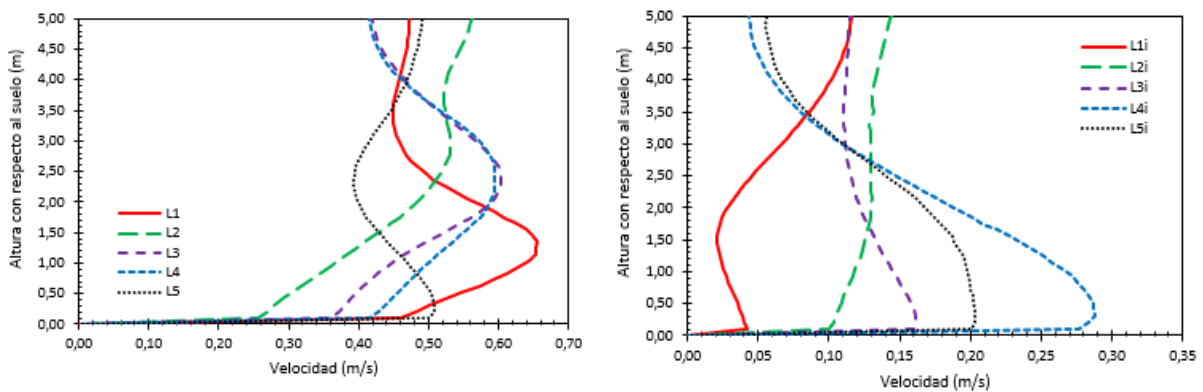 Altura con respecto al suelo (m)
5,00
4,50
4,00
3,50
3,00
2,50
2,00
1,50
1,00
0,50
0,00
L1
L2
L3
L4
L5
0,00 0,10 0,20 0,30 0,40 0,50 0,60 0,70
Velocidad (m/s)
Altura con respecto al suelo (m)
5,00
4,50
4,00
3,50
3,00
2,50
2,00
1,50
1,00
0,50
0,00
L1i
L2i
L3i
L4i
L5i
0,00 0,05 0,10 0,15 0,20 0,25 0,30 0,35
Velocidad (m/s)